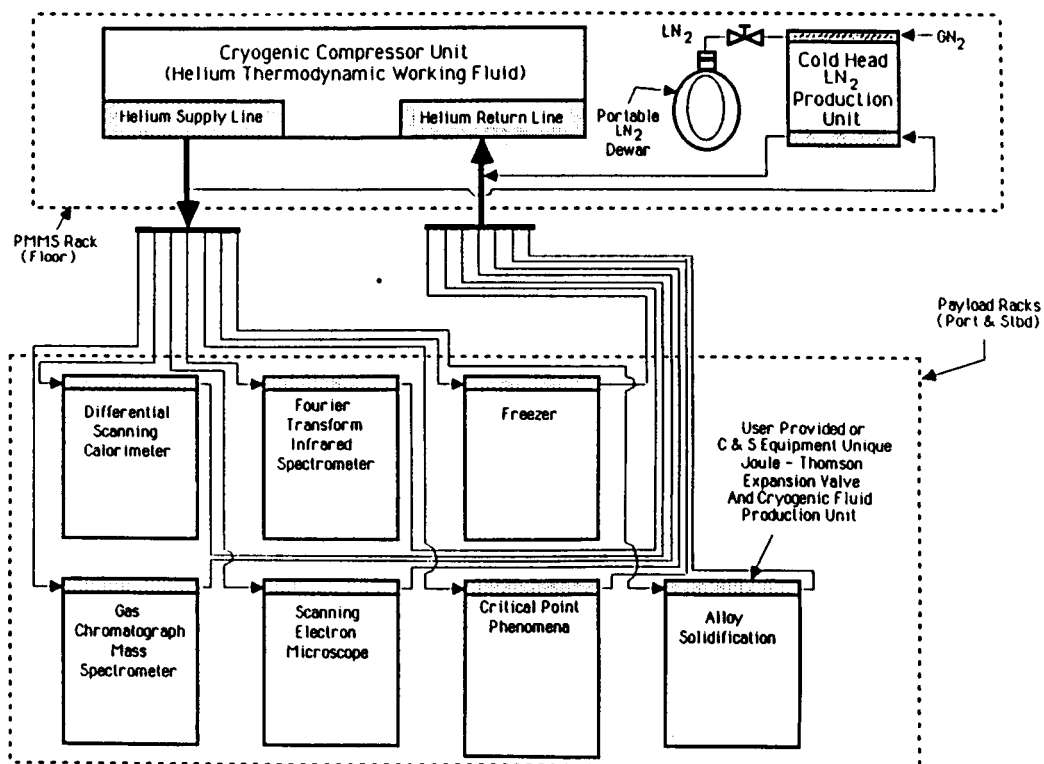 Cryogenic Compressor Unit
(Helium Thermodynamic Working Fluid)
Helium Supply Line
Helium Return Line
LN2
GN2
Cold Head
LN2
Production
Unit
Portable
LN2
Dewar
PMMS Rack
(Floor)
Payload Racks
(Port & Stbd)
Differential
Scanning
Calorimeter
Fourier
Transform
Infrared
Spectrometer
Freezer
User Provided or
C & S Equipment Unique
Joule - Thomson
Expansion Valve
And Cryogenic Fluid
Production Unit
Gas
Chromatograph
Mass
Spectrometer
Scanning
Electron
Microscope
Critical Point
Phenomena
Alloy
Solidification